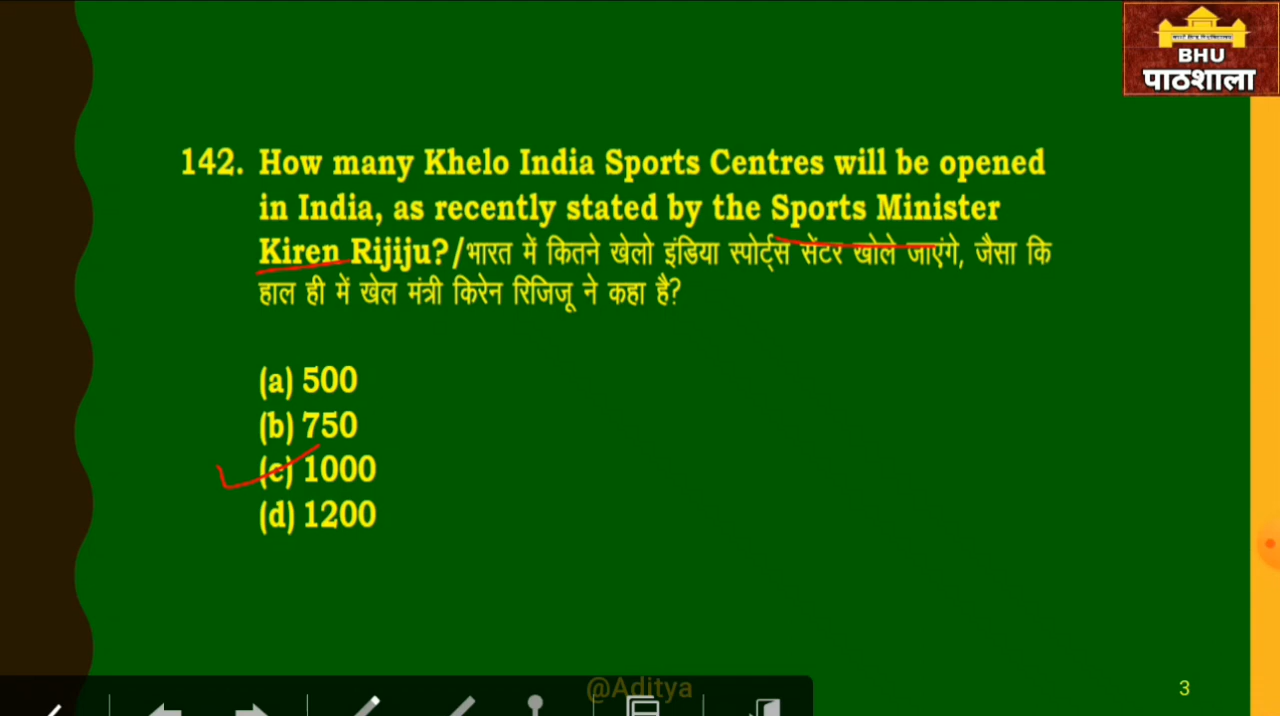 BHU
पाठशाला
142. How many Khelo India Sports Centres will be opened
in India, as recently stated by the Sports Minister
Kiren Rijiju?/भारत में कितने खेलो इंडिया स्पोर्ट्स सेंटर खोले जाएंगे, जैसा कि
हाल ही में खेल मंत्री किरेन रिजिजू ने कहा है?
(a) 500
(b) 750
(c) 1000
(d) 1200
@Aditya
3